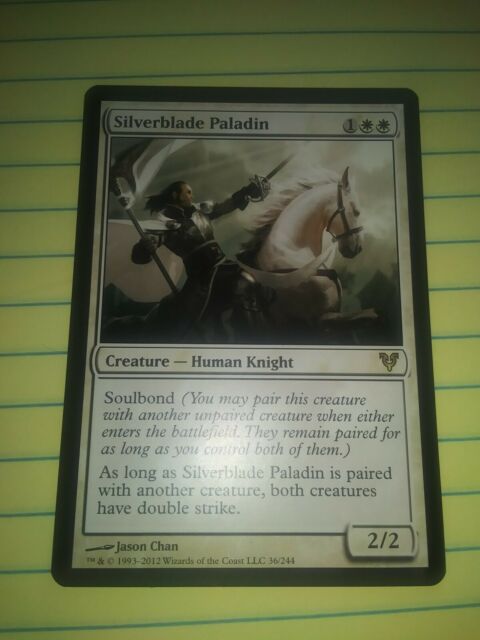 Silverblade Paladin 1
Creature — Human Knight
Soulbond (You may pair this creature
with another unpaired creature when either
enters the battlefield. They remain paired for
as long as you control both of them.)
As long as Silverblade Paladin is paired
with another creature, both creatures
have double strike.
2/2
Jason Chan
™ & © 1993-2012 Wizards of the Coast LLC 36/244